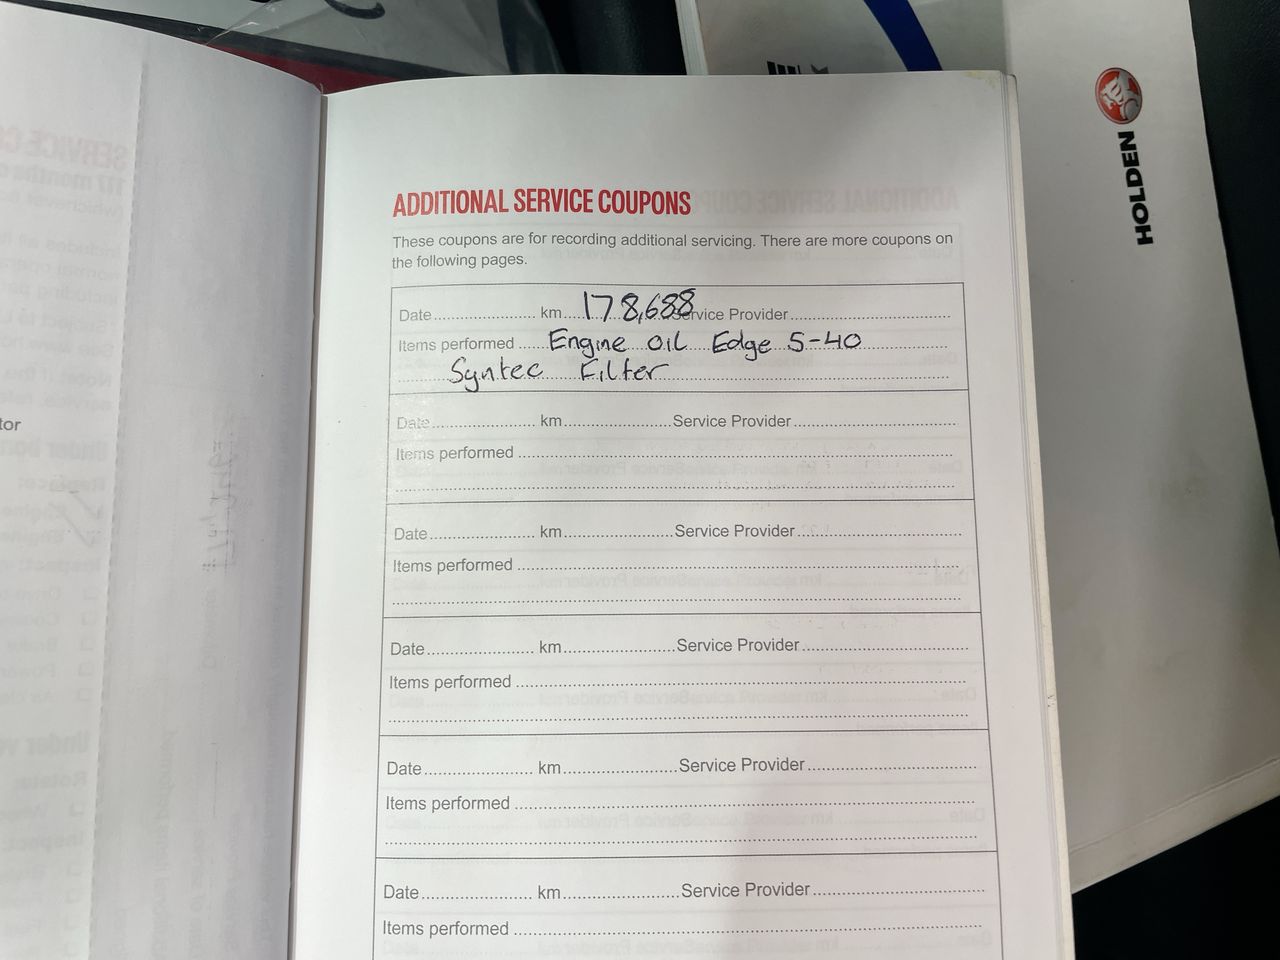 HOLDEN
ADDITIONAL SERVICE COUPONS
These coupons are for recording additional servicing. There are more coupons on
the following pages.
Date.................... km 178,688 Service Provider....................
Items performed Engine OIL Edge 5-40
Syntec Filter
Date.................... km.................... Service Provider....................
Items performed ....................
Date.................... km.................... Service Provider....................
Items performed ....................
Date.................... km.................... Service Provider....................
Items performed ....................
Date.................... km.................... Service Provider....................
Items performed ....................
Date.................... km.................... Service Provider....................
Items performed ....................
tor